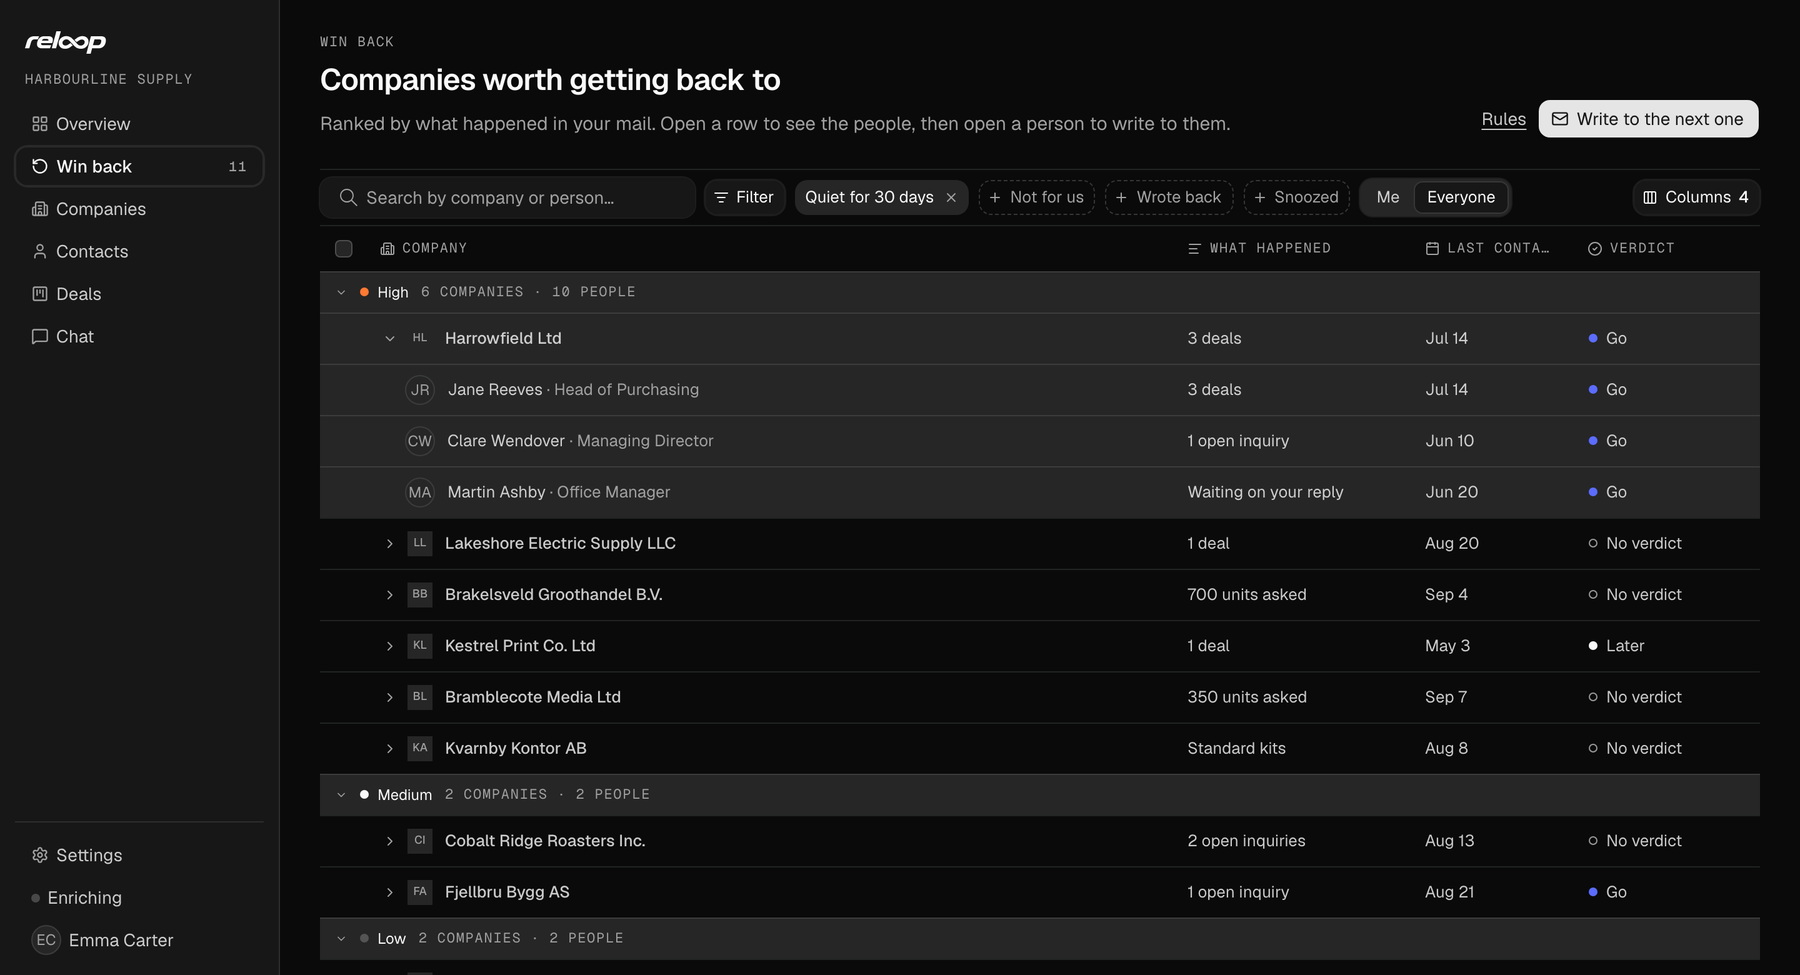 reloop
HARBOURLINE SUPPLY
Overview
Win back 11
Companies
Contacts
Deals
Chat
Settings
Enriching
EC Emma Carter
WIN BACK
Companies worth getting back to
Ranked by what happened in your mail. Open a row to see the people, then open a person to write to them.
Rules
Write to the next one
Search by company or person...
Filter
Quiet for 30 days ×
+ Not for us
+ Wrote back
+ Snoozed
Me Everyone
Columns 4
COMPANY WHAT HAPPENED LAST CONTA… VERDICT
High 6 COMPANIES · 10 PEOPLE
HL Harrowfield Ltd 3 deals Jul 14 Go
JR Jane Reeves · Head of Purchasing 3 deals Jul 14 Go
CW Clare Wendover · Managing Director 1 open inquiry Jun 10 Go
MA Martin Ashby · Office Manager Waiting on your reply Jun 20 Go
LL Lakeshore Electric Supply LLC 1 deal Aug 20 No verdict
BB Brakelsveld Groothandel B.V. 700 units asked Sep 4 No verdict
KL Kestrel Print Co. Ltd 1 deal May 3 Later
BL Bramblecote Media Ltd 350 units asked Sep 7 No verdict
KA Kvarnby Kontor AB Standard kits Aug 8 No verdict
Medium 2 COMPANIES · 2 PEOPLE
CI Cobalt Ridge Roasters Inc. 2 open inquiries Aug 13 No verdict
FA Fjellbru Bygg AS 1 open inquiry Aug 21 Go
Low 2 COMPANIES · 2 PEOPLE